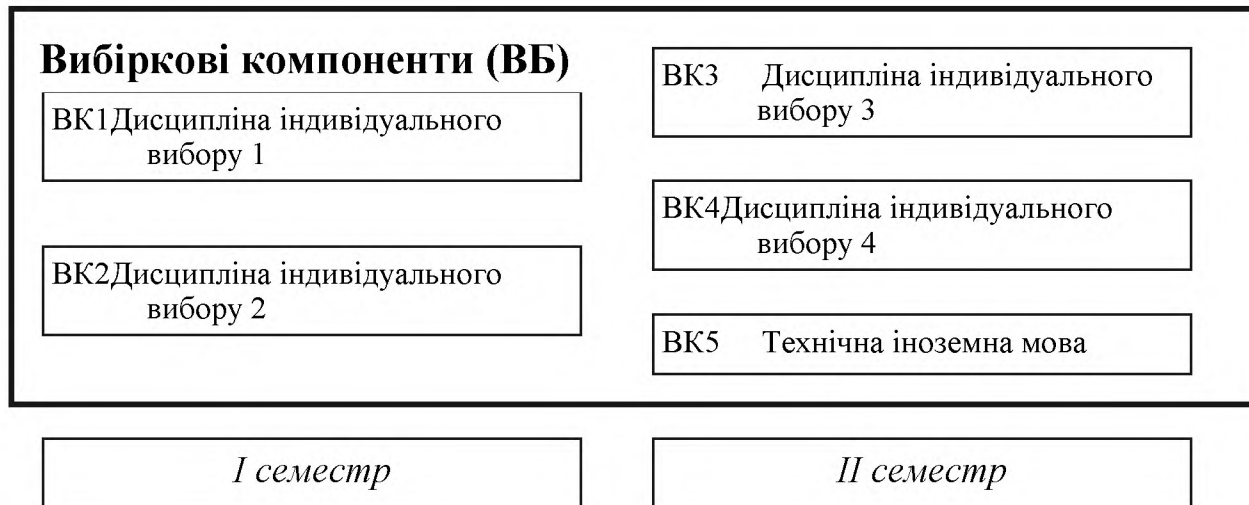 Вибіркові компоненти (ВБ)
ВК1Дисципліна індивідуального
вибору 1
ВК2Дисципліна індивідуального
вибору 2
ВК3 Дисципліна індивідуального
вибору 3
ВК4Дисципліна індивідуального
вибору 4
ВК5 Технічна іноземна мова
I семестр
II семестр